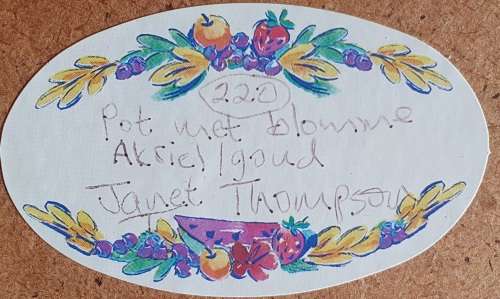 220
Pot met blomme
Akriel/goud
Janet Thompson